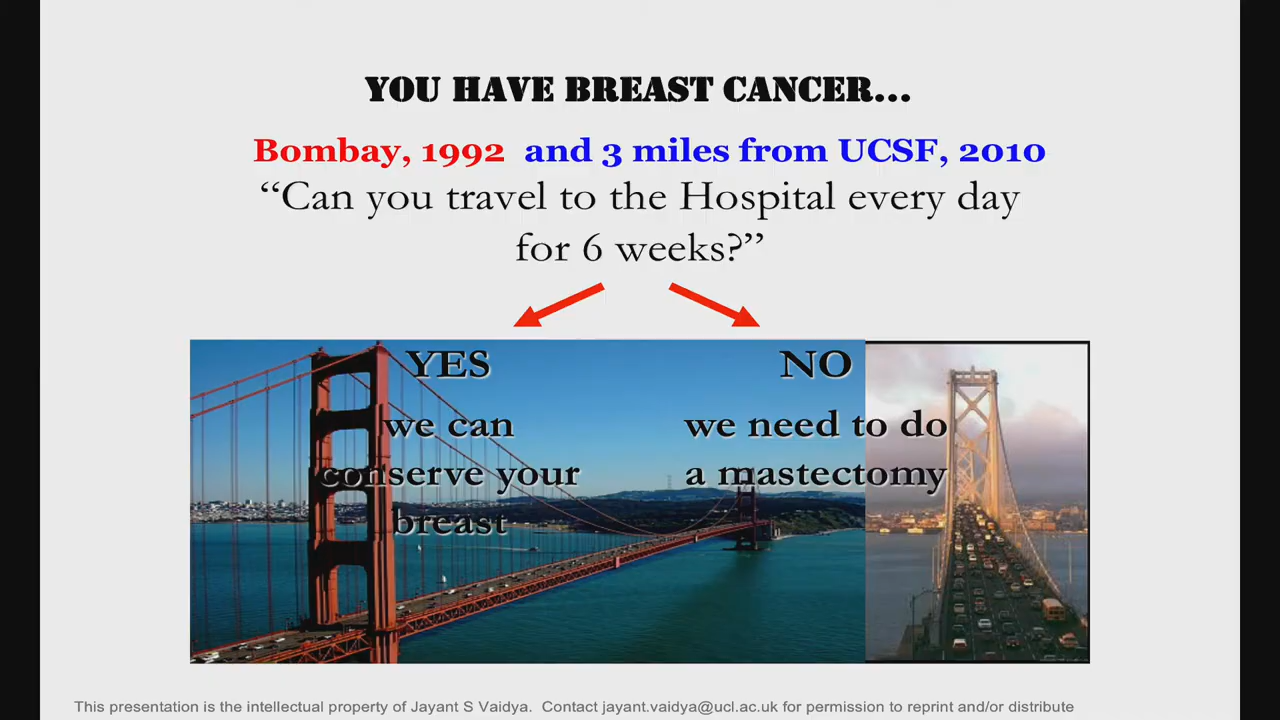 YOU HAVE BREAST CANCER...
Bombay, 1992 and 3 miles from UCSF, 2010
“Can you travel to the Hospital every day
for 6 weeks?”
YES
we can
conserve your
breast
NO
we need to do
a mastectomy
This presentation is the intellectual property of Jayant S Vaidya. Contact jayant.vaidya@ucl.ac.uk for permission to reprint and/or distribute